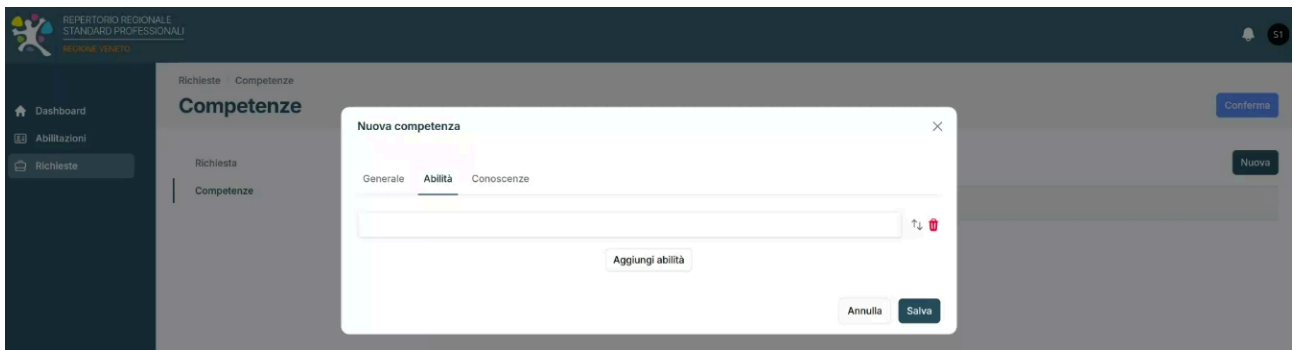 REPERTORIO REGIONALE
STANDARD PROFESSIONALI
REGIONE VENETO
S1
Dashboard
Abilitazioni
Richieste
Richieste Competenze
Competenze
Conferma
Richiesta
Competenze
Nuova
Nuova competenza
Generale Abilità Conoscenze
Aggiungi abilità
Annulla Salva